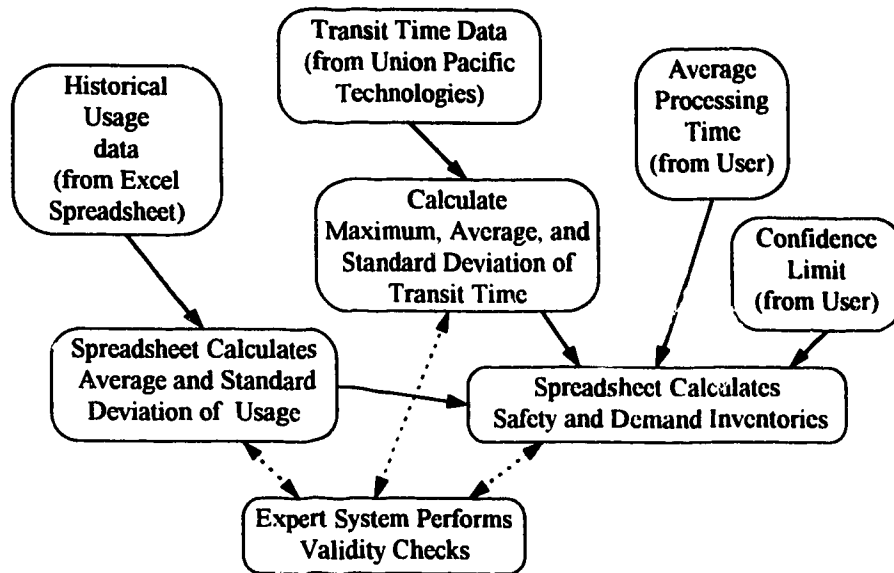 Transit Time Data
(from Union Pacific
Technologies)
Historical
Usage
data
(from Excel
Spreadsheet)
Average
Processing
Time
(from User)
Calculate
Maximum, Average, and
Standard Deviation of
Transit Time
Confidence
Limit
(from User)
Spreadsheet Calculates
Average and Standard
Deviation of Usage
Spreadsheet Calculates
Safety and Demand Inventories
Expert System Performs
Validity Checks